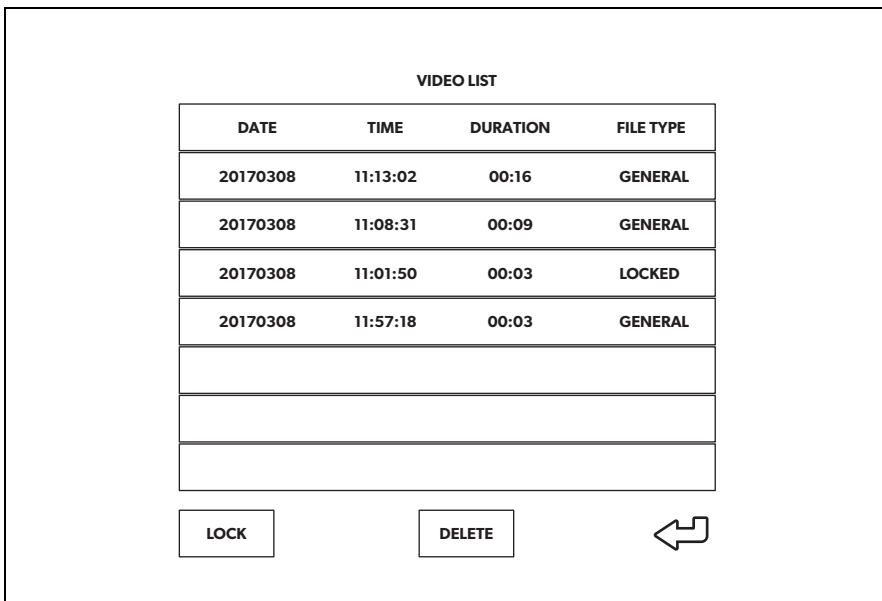 VIDEO LIST
DATE TIME DURATION FILE TYPE
20170308 11:13:02 00:16 GENERAL
20170308 11:08:31 00:09 GENERAL
20170308 11:01:50 00:03 LOCKED
20170308 11:57:18 00:03 GENERAL
LOCK DELETE